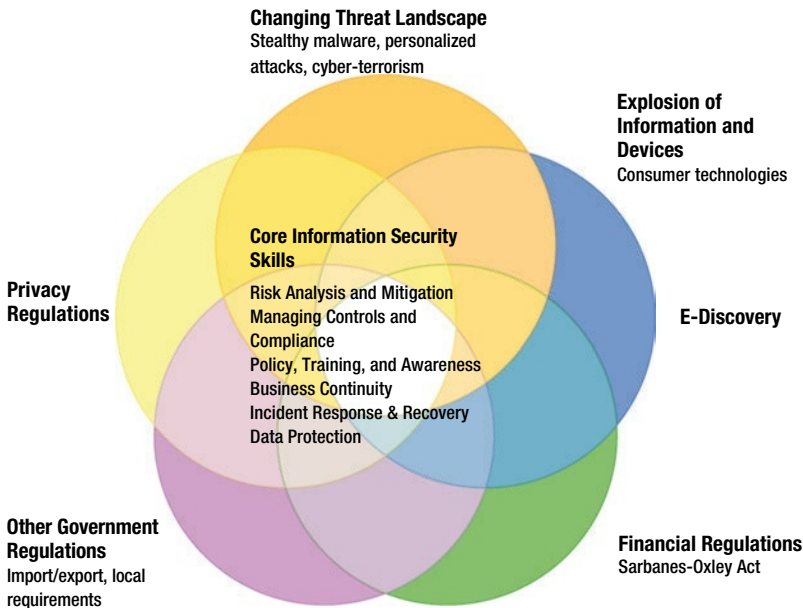 Changing Threat Landscape
Stealthy malware, personalized
attacks, cyber-terrorism
Explosion of
Information and
Devices
Consumer technologies
Core Information Security
Skills
Risk Analysis and Mitigation
Managing Controls and
Compliance
Policy, Training, and Awareness
Business Continuity
Incident Response & Recovery
Data Protection
Privacy
Regulations
E-Discovery
Other Government
Regulations
Import/export, local
requirements
Financial Regulations
Sarbanes-Oxley Act